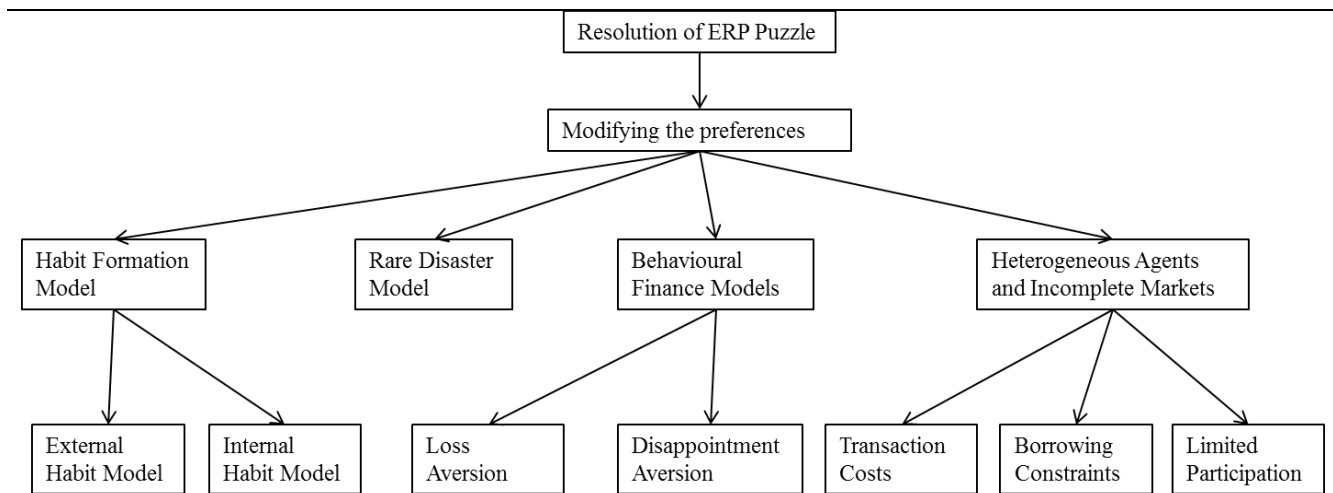 Resolution of ERP Puzzle
Modifying the preferences
Habit Formation
Model
Rare Disaster
Model
Behavioural
Finance Models
Heterogeneous Agents
and Incomplete Markets
External
Habit Model
Internal
Habit Model
Loss
Aversion
Disappointment
Aversion
Transaction
Costs
Borrowing
Constraints
Limited
Participation